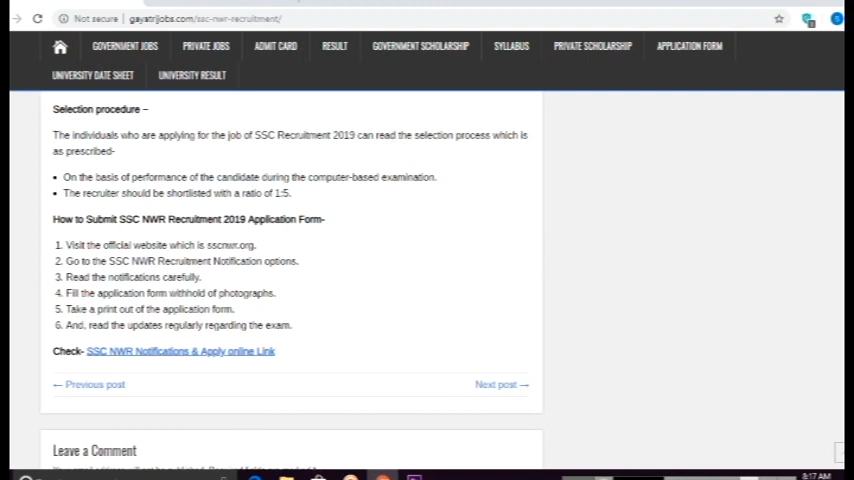 Not secure | gayatrijobs.com/ssc-nwr-recruitment/
GOVERNMENT JOBS PRIVATE JOBS ADMIT CARD RESULT GOVERNMENT SCHOLARSHIP SYLLABUS PRIVATE SCHOLARSHIP APPLICATION FORM
UNIVERSITY DATE SHEET UNIVERSITY RESULT
Selection procedure –
The individuals who are applying for the job of SSC Recruitment 2019 can read the selection process which is
as prescribed-
• On the basis of performance of the candidate during the computer-based examination.
• The recruiter should be shortlisted with a ratio of 1:5.
How to Submit SSC NWR Recruitment 2019 Application Form-
1. Visit the official website which is sscnwr.org.
2. Go to the SSC NWR Recruitment Notification options.
3. Read the notifications carefully.
4. Fill the application form withhold of photographs.
5. Take a print out of the application form.
6. And, read the updates regularly regarding the exam.
Check- SSC NWR Notifications & Apply online Link
← Previous post Next post →
Leave a Comment
8:17 AM